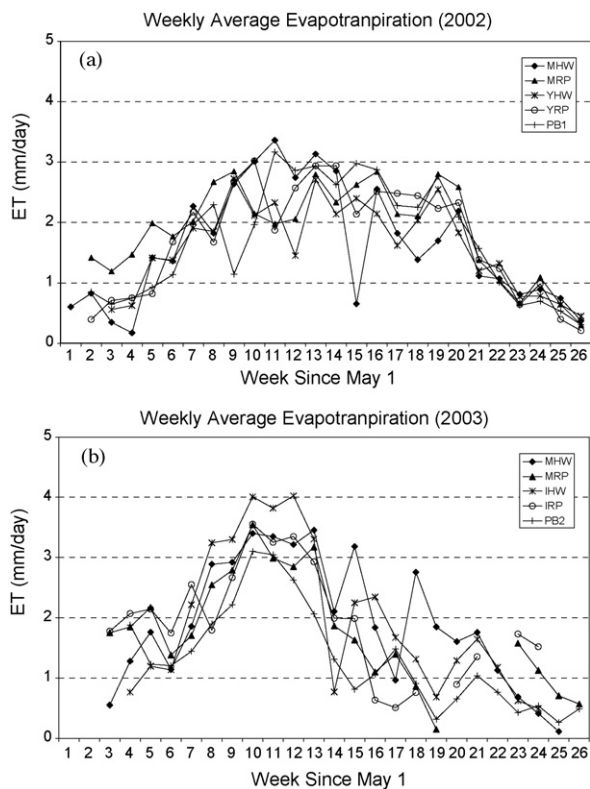 Weekly Average Evapotranpiration (2002)
(a)
5
4
3
2
1
0
ET (mm/day)
MHW
MRP
YHW
YRP
PB1
1 2 3 4 5 6 7 8 9 10 11 12 13 14 15 16 17 18 19 20 21 22 23 24 25 26
Week Since May 1
Weekly Average Evapotranpiration (2003)
(b)
5
4
3
2
1
0
ET (mm/day)
MHW
MRP
IHW
IRP
PB2
1 2 3 4 5 6 7 8 9 10 11 12 13 14 15 16 17 18 19 20 21 22 23 24 25 26
Week Since May 1